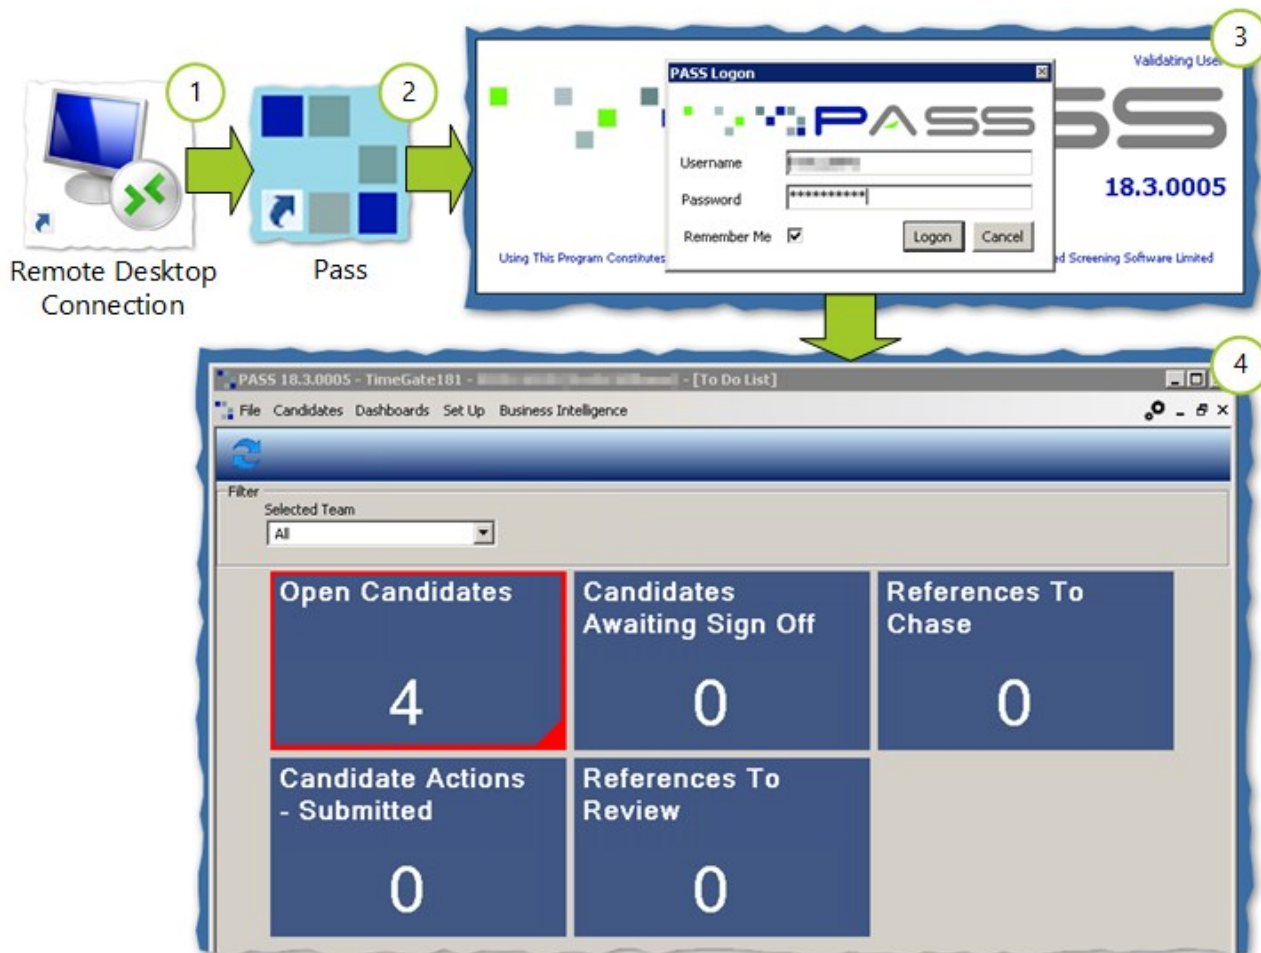 1
2
3
Remote Desktop
Connection
Pass
Validating User
PASS Logon
PASS
Username
Password
**********
Remember Me
Logon
Cancel
18.3.0005
Using This Program Constitutes
ed Screening Software Limited
4
PASS 18.3.0005 - TimeGate181 - - [To Do List]
File Candidates Dashboards Set Up Business Intelligence
Filter
Selected Team
All
Open Candidates
4
Candidates
Awaiting Sign Off
0
References To
Chase
0
Candidate Actions
- Submitted
0
References To
Review
0